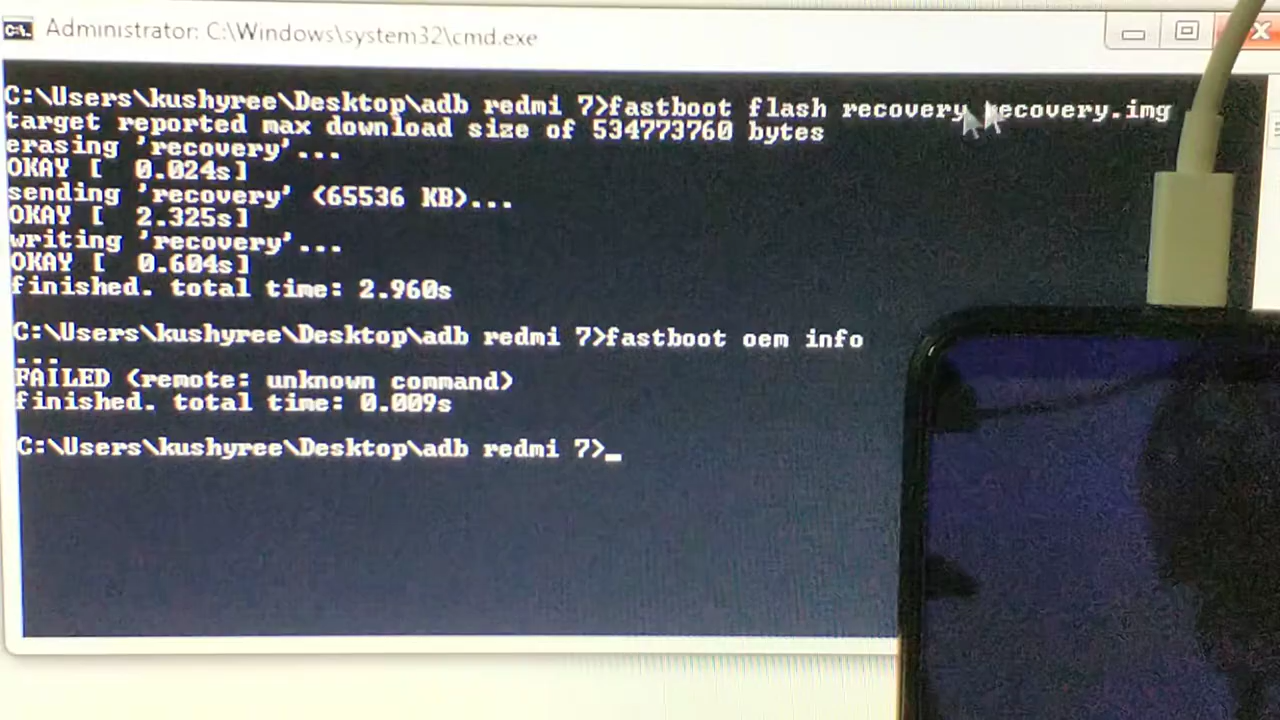 Administrator: C:\Windows\system32\cmd.exe
C:\Users\kushyree\Desktop\adb redmi 7>fastboot flash recovery recovery.img
target reported max download size of 534773760 bytes
erasing 'recovery'...
OKAY [  0.024s]
sending 'recovery' (65536 KB)...
OKAY [  2.325s]
writing 'recovery'...
OKAY [  0.604s]
finished. total time: 2.960s
C:\Users\kushyree\Desktop\adb redmi 7>fastboot oem info
...
FAILED (remote: unknown command)
finished. total time: 0.009s
C:\Users\kushyree\Desktop\adb redmi 7>_